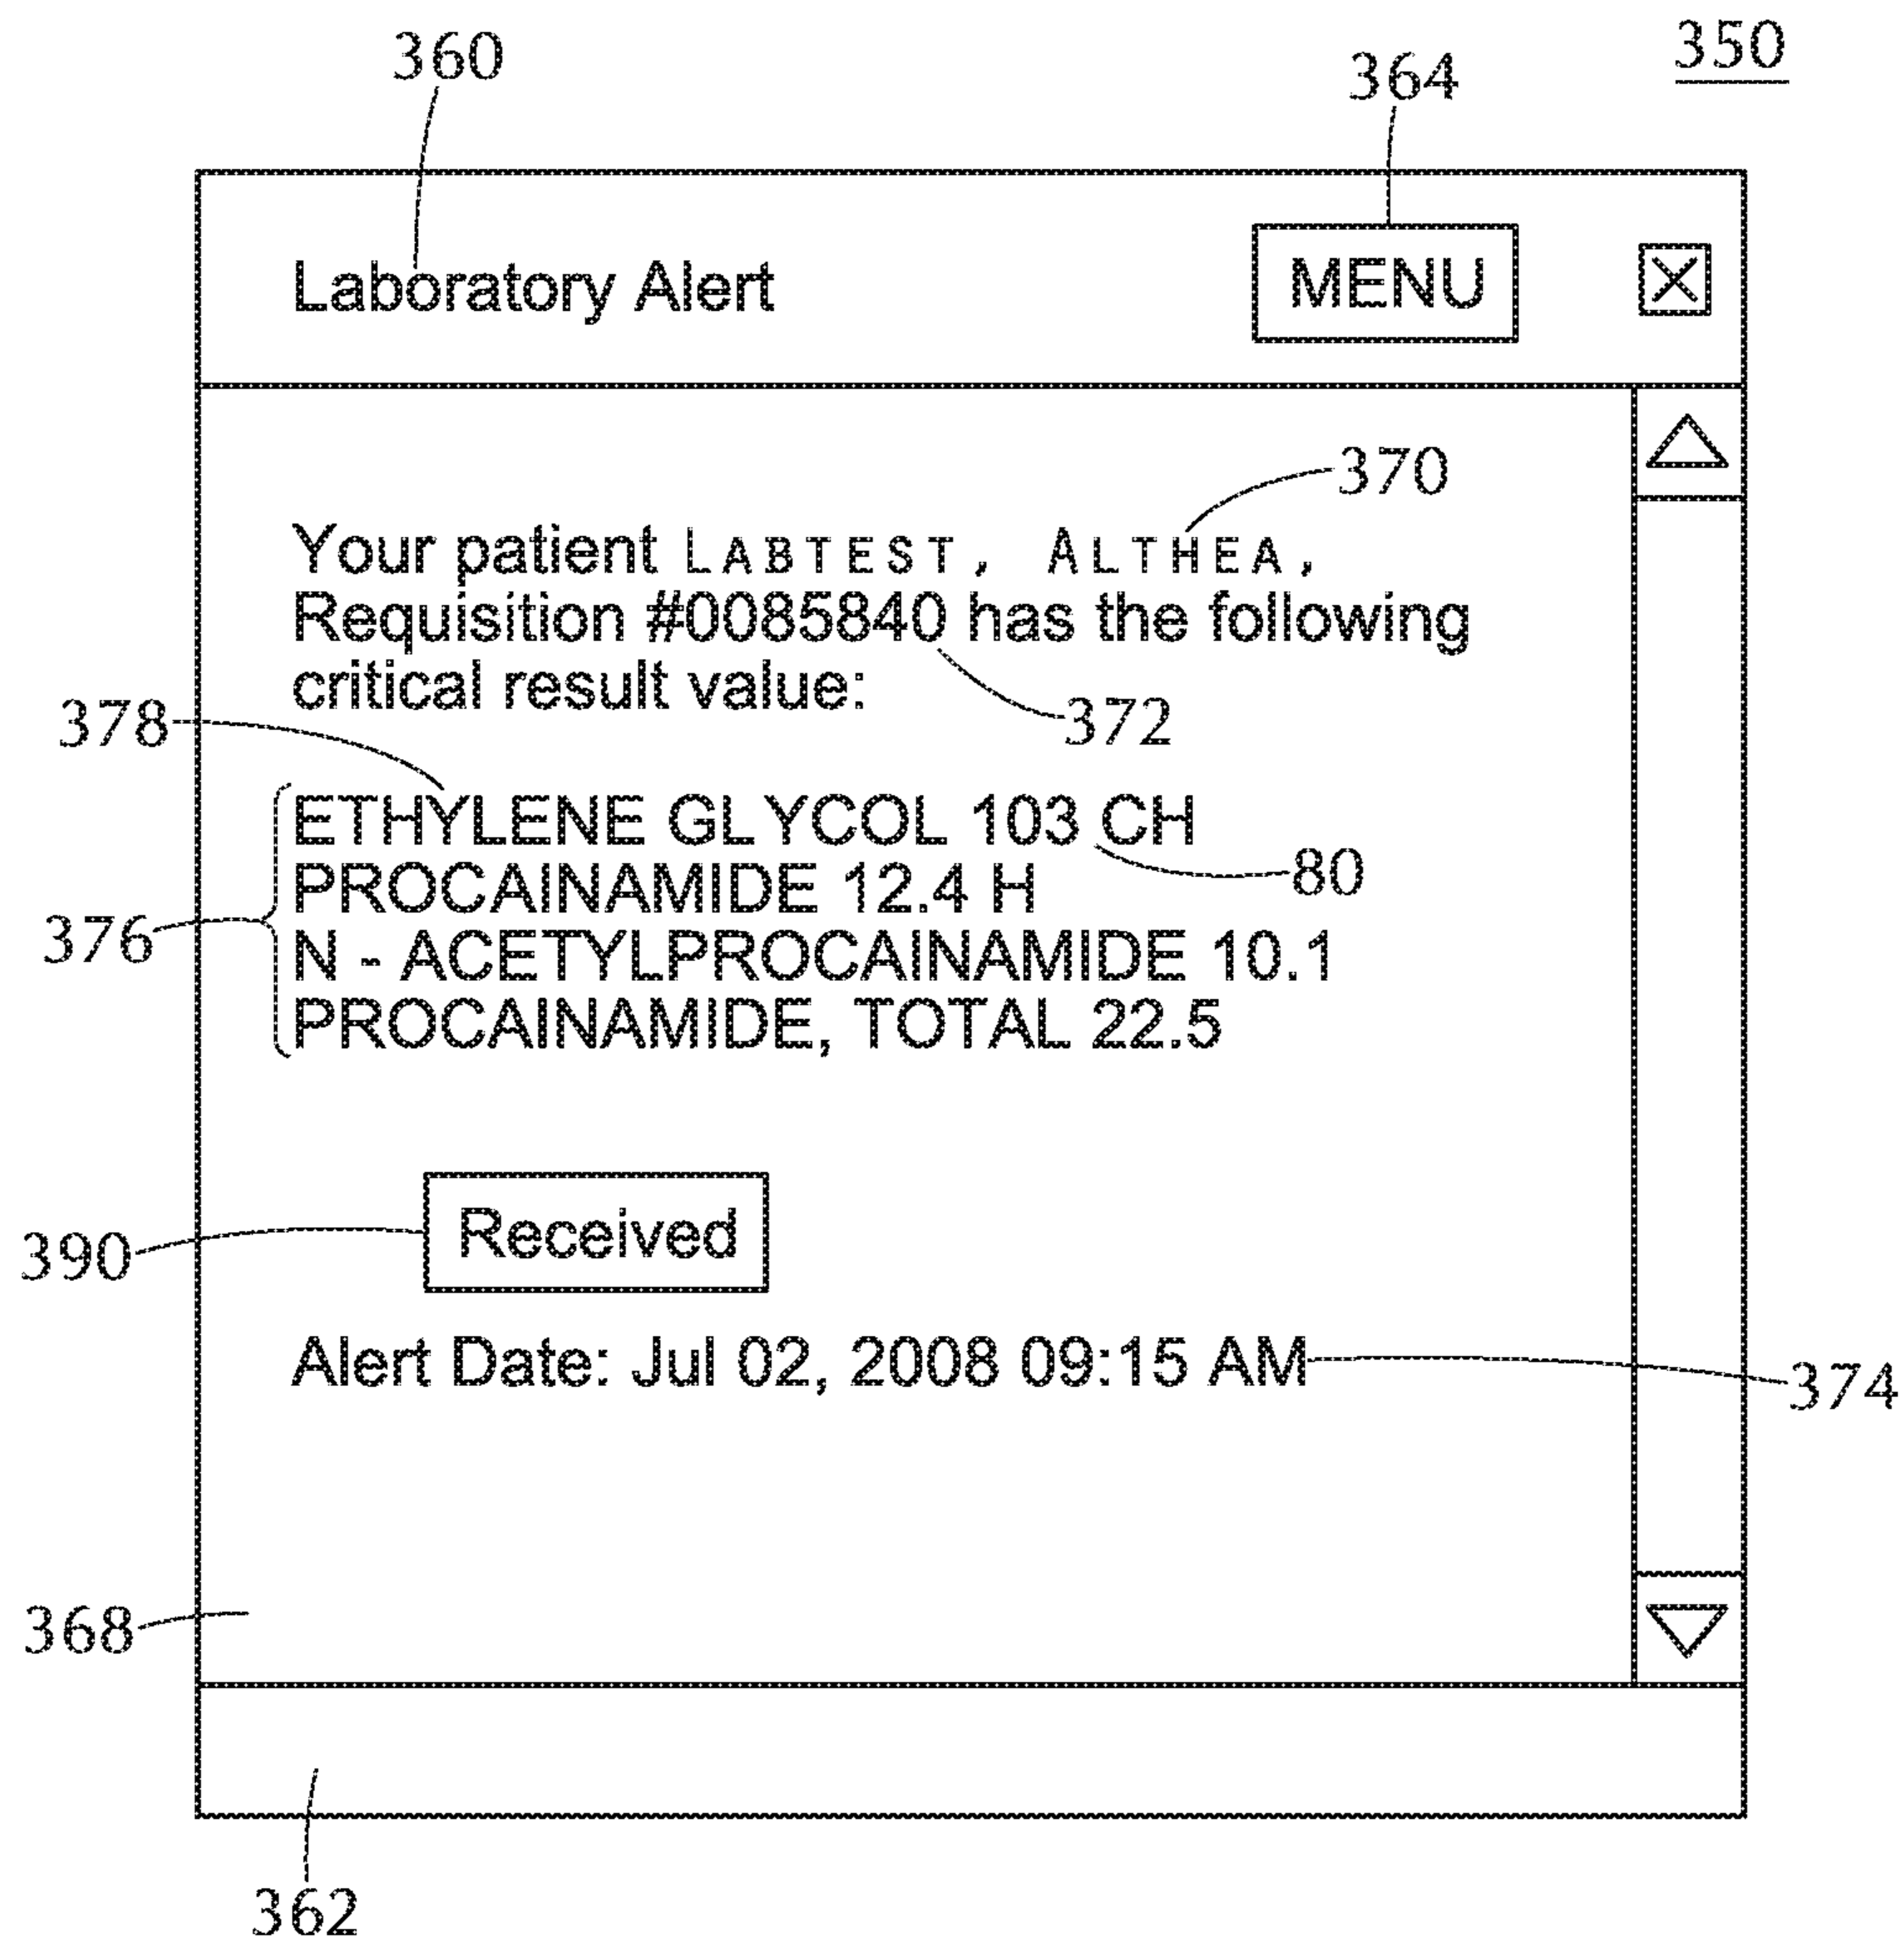 360
364
350
Laboratory Alert
MENU
370
Your patient LABTEST, ALTHEA,
Requisition #0085840 has the following
critical result value:
378
372
ETHYLENE GLYCOL 103 CH
PROCAINAMIDE 12.4 H
80
376
N - ACETYLPROCAINAMIDE 10.1
PROCAINAMIDE, TOTAL 22.5
Received
390
Alert Date: Jul 02, 2008 09:15 AM
374
368
362